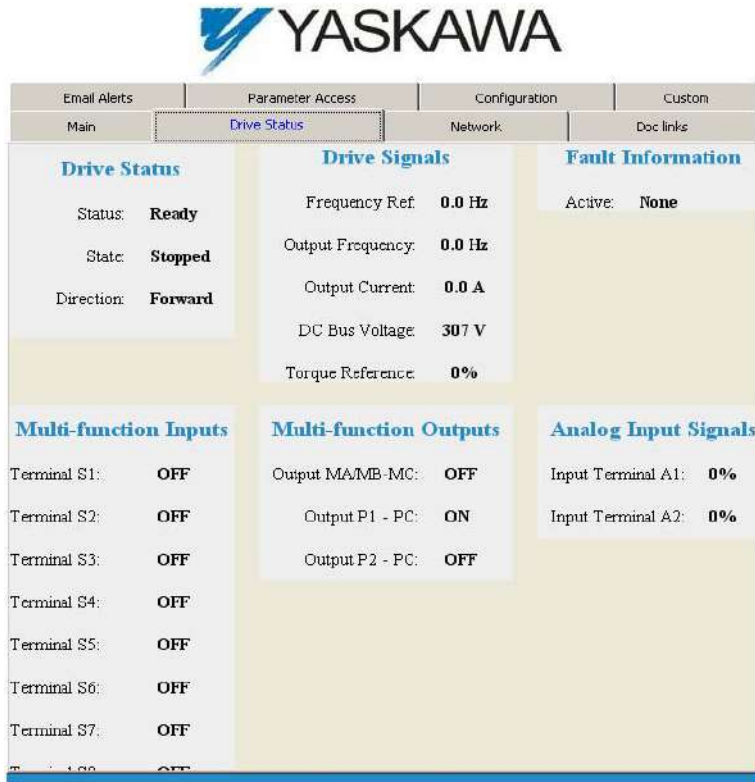 YASKAWA
Email Alerts Parameter Access Configuration Custom
Main Drive Status Network Doc links
Drive Status
Status: Ready
State: Stopped
Direction: Forward
Drive Signals
Frequency Ref: 0.0 Hz
Output Frequency: 0.0 Hz
Output Current: 0.0 A
DC Bus Voltage: 307 V
Torque Reference: 0%
Fault Information
Active: None
Multi-function Inputs
Terminal S1: OFF
Terminal S2: OFF
Terminal S3: OFF
Terminal S4: OFF
Terminal S5: OFF
Terminal S6: OFF
Terminal S7: OFF
Multi-function Outputs
Output MA/MB-MC: OFF
Output P1 - PC: ON
Output P2 - PC: OFF
Analog Input Signals
Input Terminal A1: 0%
Input Terminal A2: 0%